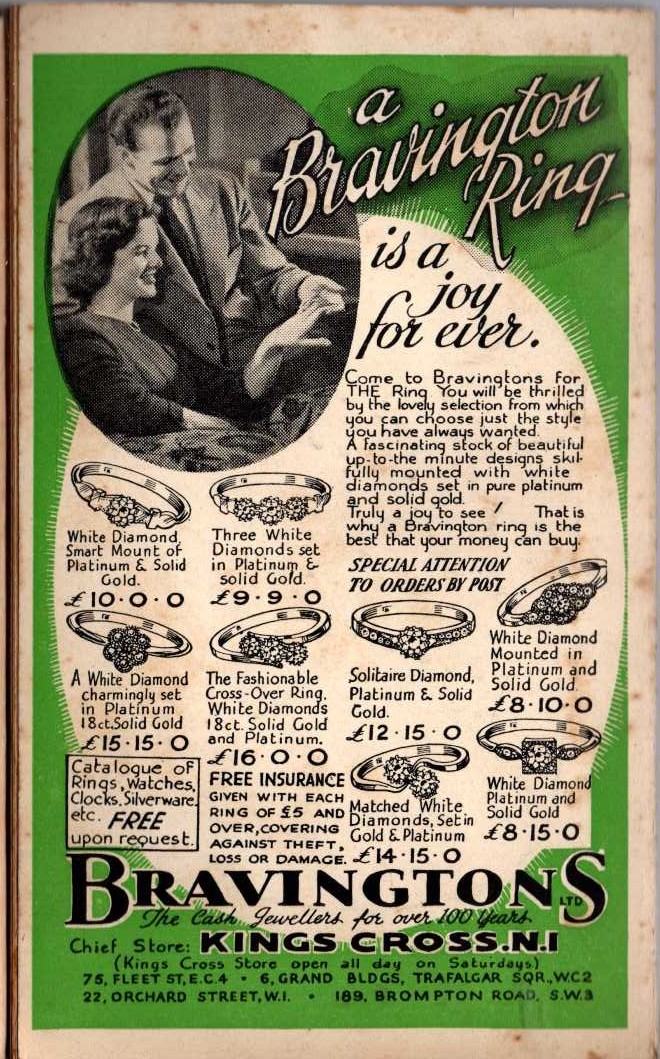 a
Bravington
Ring
is a
joy
for ever.
Come to Bravingtons for
THE Ring You will be thrilled
by the lovely selection from which
you can choose just the style
you have always wanted.
A fascinating stock of beautiful
up-to-the minute designs skil-
fully mounted with white
diamonds set in pure platinum
and solid gold.
Truly a joy to see! That is
why a Bravington ring is the
best that your money can buy.
SPECIAL ATTENTION
TO ORDERS BY POST
White Diamond,
Smart Mount of
Platinum & Solid
Gold.
£10·0·0
Three White
Diamonds set
in Platinum &
solid Gold.
£9·9·0
A White Diamond
charmingly set
in Platinum
18ct. Solid Gold
£15·15·0
The Fashionable
Cross-Over Ring.
White Diamonds
18ct. Solid Gold
and Platinum.
£16·0·0
Solitaire Diamond,
Platinum & Solid
Gold.
£12·15·0
White Diamond
Mounted in
Platinum and
Solid Gold.
£8·10·0
Matched White
Diamonds, Set in
Gold & Platinum
£14·15·0
White Diamond
Platinum and
Solid Gold
£8·15·0
Catalogue of
Rings, Watches,
Clocks, Silverware,
etc. FREE
upon request.
FREE INSURANCE
GIVEN WITH EACH
RING OF £5 AND
OVER, COVERING
AGAINST THEFT,
LOSS OR DAMAGE.
BRAVINGTONS LTD
The Cash Jewellers for over 100 Years
Chief Store: KINGS CROSS.N.1
(Kings Cross Store open all day on Saturdays)
75, FLEET ST, E.C.4 • 6, GRAND BLDGS, TRAFALGAR SQR., W.C2
22, ORCHARD STREET, W.1. • 189, BROMPTON ROAD, S.W.3